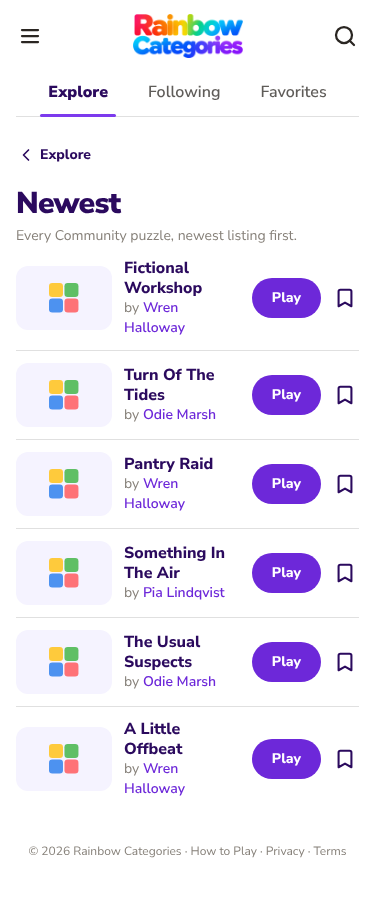 Rainbow
Categories
Explore
Following
Favorites
Explore
Newest
Every Community puzzle, newest listing first.
Fictional
Workshop
by Wren
Halloway
Play
Turn Of The
Tides
by Odie Marsh
Play
Pantry Raid
by Wren
Halloway
Play
Something In
The Air
by Pia Lindqvist
Play
The Usual
Suspects
by Odie Marsh
Play
A Little
Offbeat
by Wren
Halloway
Play
© 2026 Rainbow Categories · How to Play · Privacy · Terms